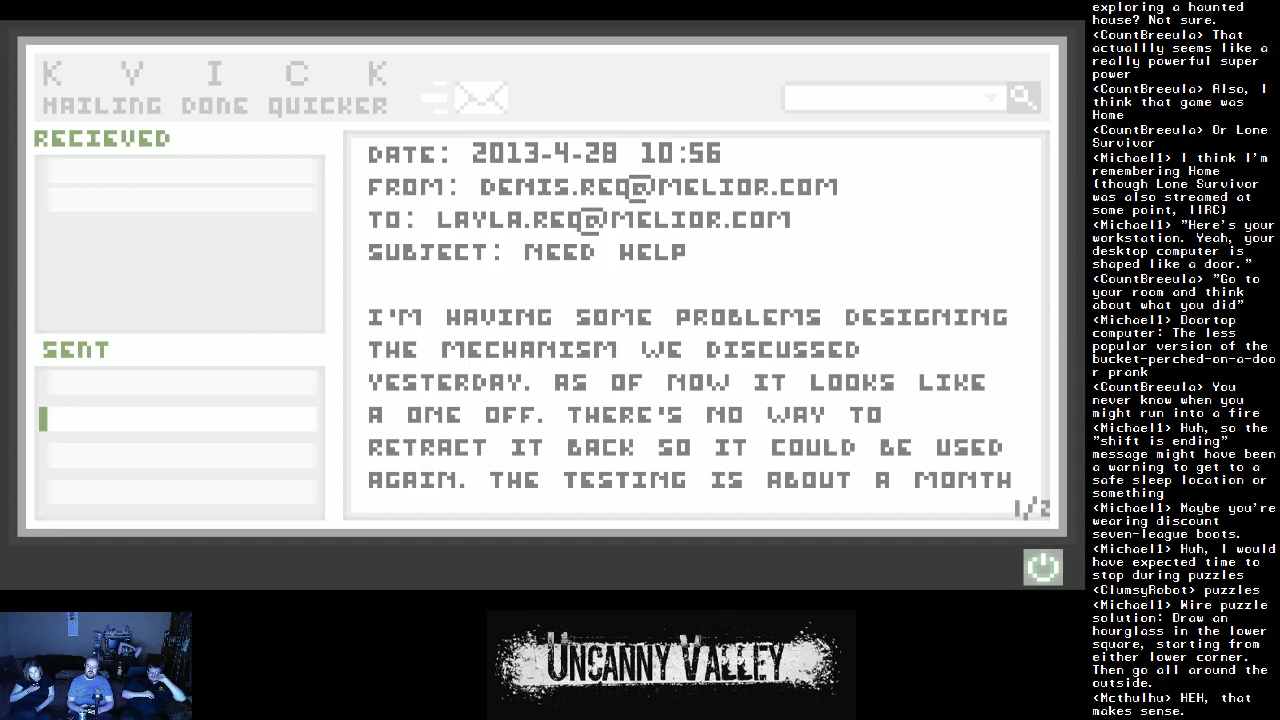 K V I C K
MAILING DONE QUICKER
RECIEVED
SENT
DATE: 2013-4-28 10:56
FROM: DENIS.REQ@MELIOR.COM
TO: LAYLA.REQ@MELIOR.COM
SUBJECT: NEED HELP
I'M HAVING SOME PROBLEMS DESIGNING
THE MECHANISM WE DISCUSSED
YESTERDAY. AS OF NOW IT LOOKS LIKE
A ONE OFF. THERE'S NO WAY TO
RETRACT IT BACK SO IT COULD BE USED
AGAIN. THE TESTING IS ABOUT A MONTH
1/2
UNCANNY VALLEY
exploring a haunted
house? Not sure.
<CountBreeula> That
actuallly seems like a
really powerful super
power
<CountBreeula> Also, I
think that game was
Home
<CountBreeula> Or Lone
Survivor
<Michael1> I think I'm
remembering Home
(though Lone Survivor
was also streamed at
some point, IIRC)
<Michael1> "Here's your
workstation. Yeah, your
desktop computer is
shaped like a door."
<CountBreeula> "Go to
your room and think
about what you did"
<Michael1> Doortop
computer: The less
popular version of the
bucket-perched-on-a-doo
r prank
<CountBreeula> You
never know when you
might run into a fire
<Michael1> Huh, so the
"shift is ending"
message might have been
a warning to get to a
safe sleep location or
something
<Michael1> Maybe you're
wearing discount
seven-league boots.
<Michael1> Huh, I would
have expected time to
stop during puzzles
<ClumsyRobot> puzzles
<Michael1> Wire puzzle
solution: Draw an
hourglass in the lower
square, starting from
either lower corner.
Then go all around the
outside.
<Mcthulhu> HEH, that
makes sense.